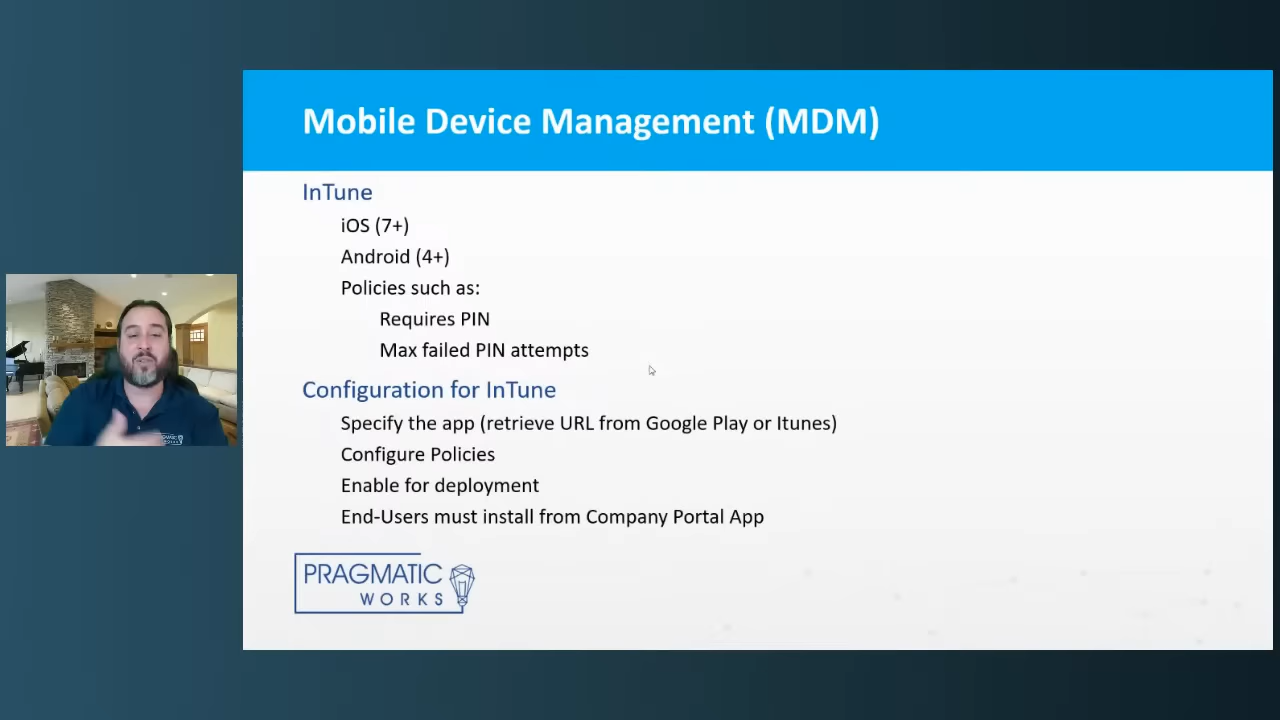 Mobile Device Management (MDM)
InTune
iOS (7+)
Android (4+)
Policies such as:
Requires PIN
Max failed PIN attempts
Configuration for InTune
Specify the app (retrieve URL from Google Play or Itunes)
Configure Policies
Enable for deployment
End-Users must install from Company Portal App
PRAGMATIC
WORKS